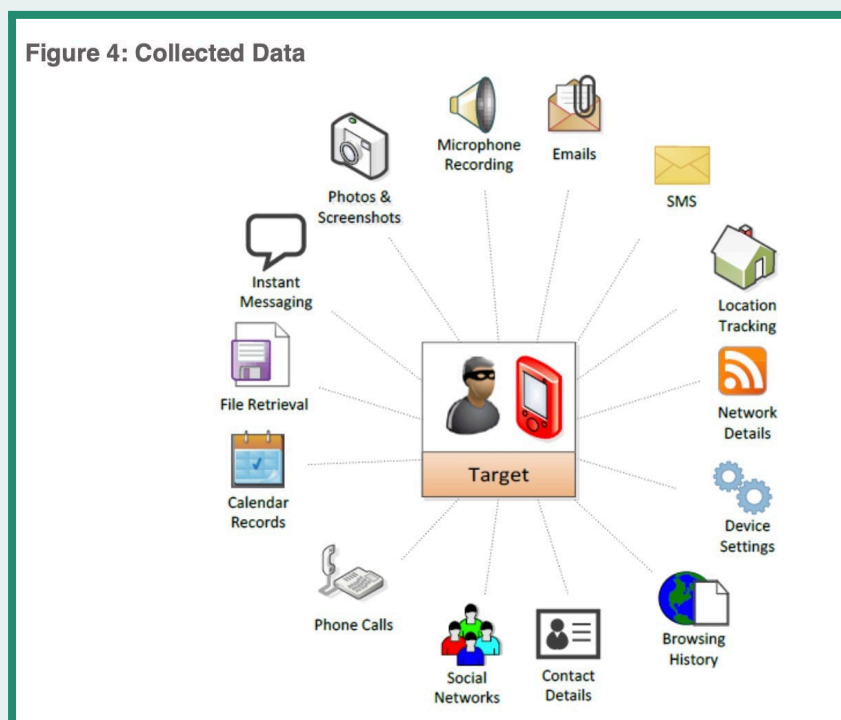 Figure 4: Collected Data
Microphone
Recording
Emails
SMS
Photos &
Screenshots
Location
Tracking
Instant
Messaging
Network
Details
File Retrieval
Target
Calendar
Records
Device
Settings
Phone Calls
Browsing
History
Social
Networks
Contact
Details